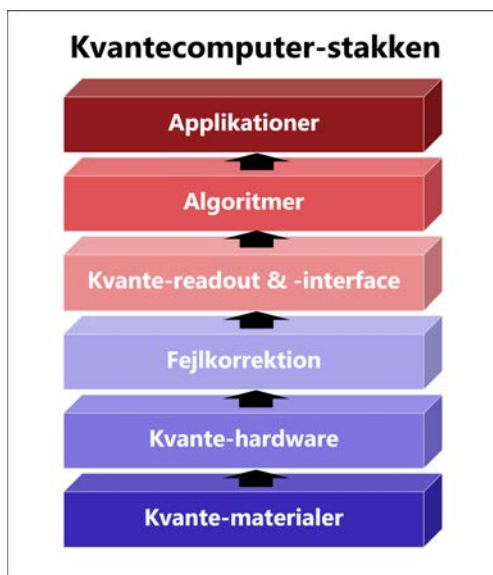 Kvantecomputer-stakken
Applikationer
Algoritmer
Kvante-readout & -interface
Fejlkorrektion
Kvante-hardware
Kvante-materialer